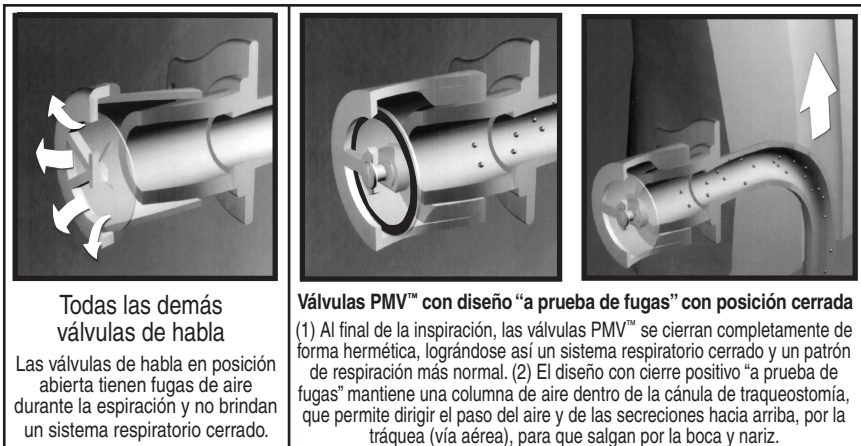 Todas las demás
válvulas de habla
Las válvulas de habla en posición
abierta tienen fugas de aire
durante la espiración y no brindan
un sistema respiratorio cerrado.
Válvulas PMV™ con diseño “a prueba de fugas” con posición cerrada
(1) Al final de la inspiración, las válvulas PMV™ se cierran completamente de
forma hermética, lográndose así un sistema respiratorio cerrado y un patrón
de respiración más normal. (2) El diseño con cierre positivo “a prueba de
fugas” mantiene una columna de aire dentro de la cánula de traqueostomía,
que permite dirigir el paso del aire y de las secreciones hacia arriba, por la
tráquea (vía aérea), para que salgan por la boca y nariz.